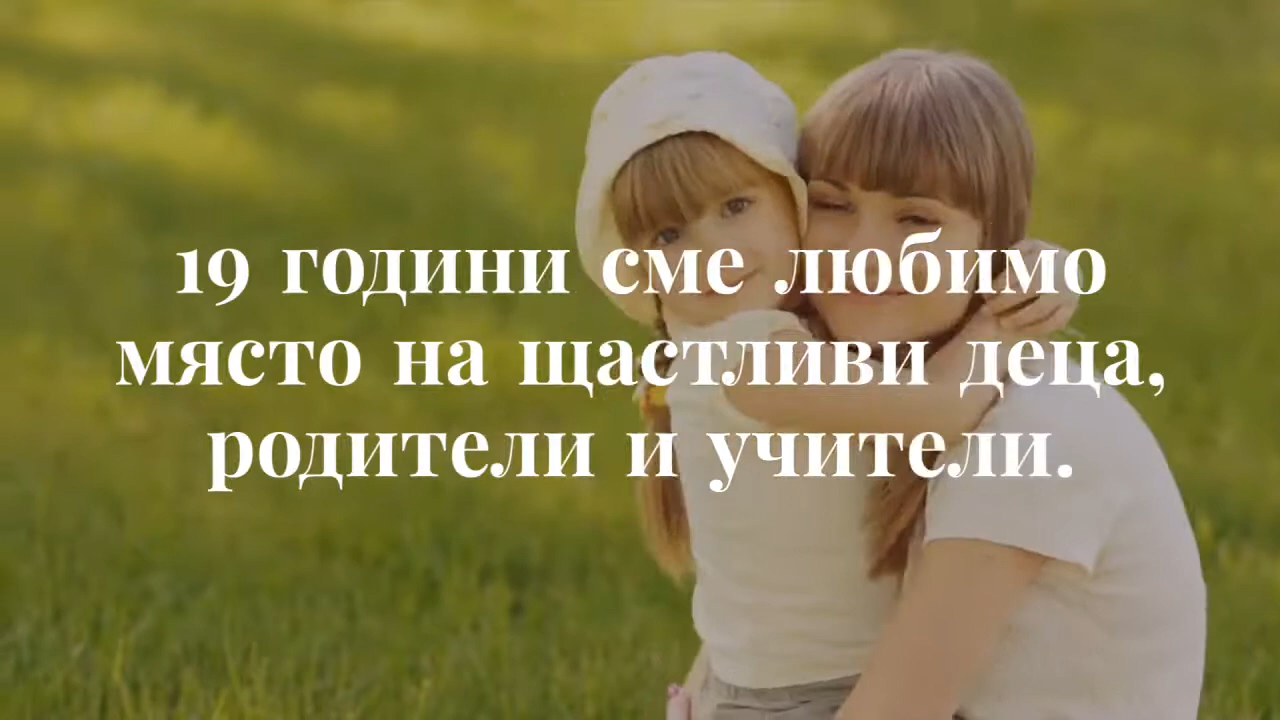 19 години сме любимо
място на щастливи деца,
родители и учители.